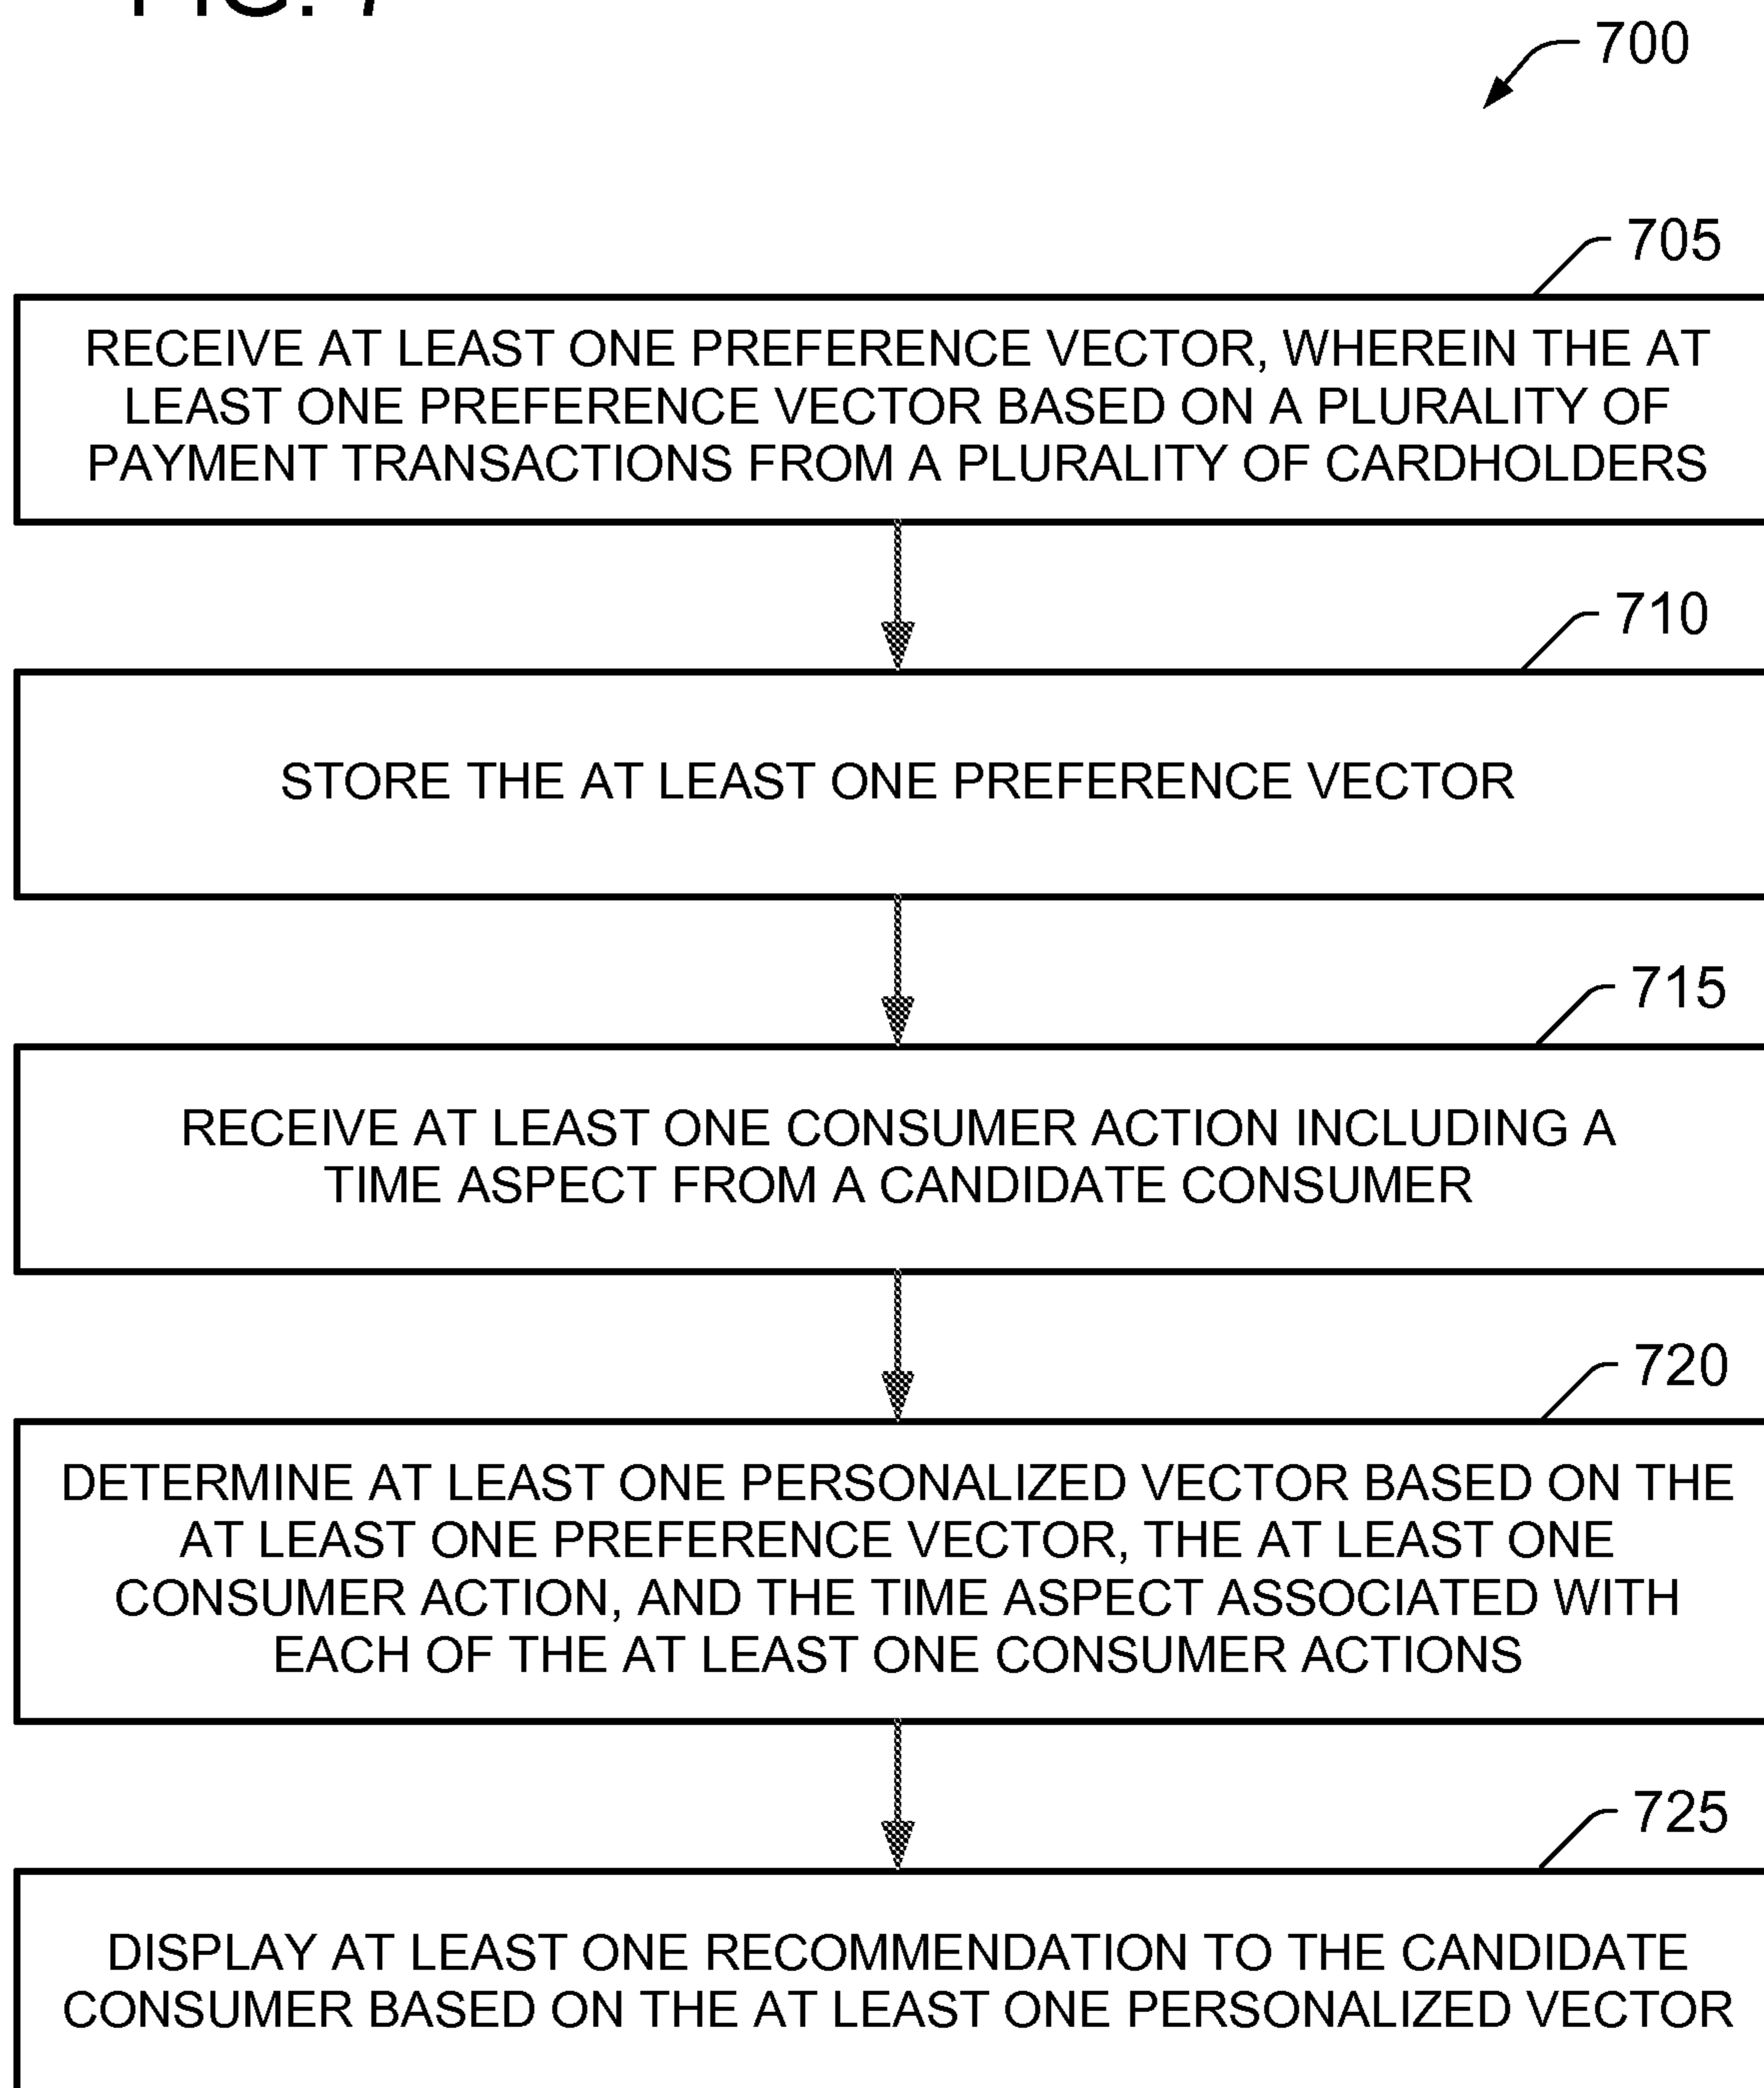 FIG. 7
700
705
RECEIVE AT LEAST ONE PREFERENCE VECTOR, WHEREIN THE AT
LEAST ONE PREFERENCE VECTOR BASED ON A PLURALITY OF
PAYMENT TRANSACTIONS FROM A PLURALITY OF CARDHOLDERS
710
STORE THE AT LEAST ONE PREFERENCE VECTOR
715
RECEIVE AT LEAST ONE CONSUMER ACTION INCLUDING A
TIME ASPECT FROM A CANDIDATE CONSUMER
720
DETERMINE AT LEAST ONE PERSONALIZED VECTOR BASED ON THE
AT LEAST ONE PREFERENCE VECTOR, THE AT LEAST ONE
CONSUMER ACTION, AND THE TIME ASPECT ASSOCIATED WITH
EACH OF THE AT LEAST ONE CONSUMER ACTIONS
725
DISPLAY AT LEAST ONE RECOMMENDATION TO THE CANDIDATE
CONSUMER BASED ON THE AT LEAST ONE PERSONALIZED VECTOR